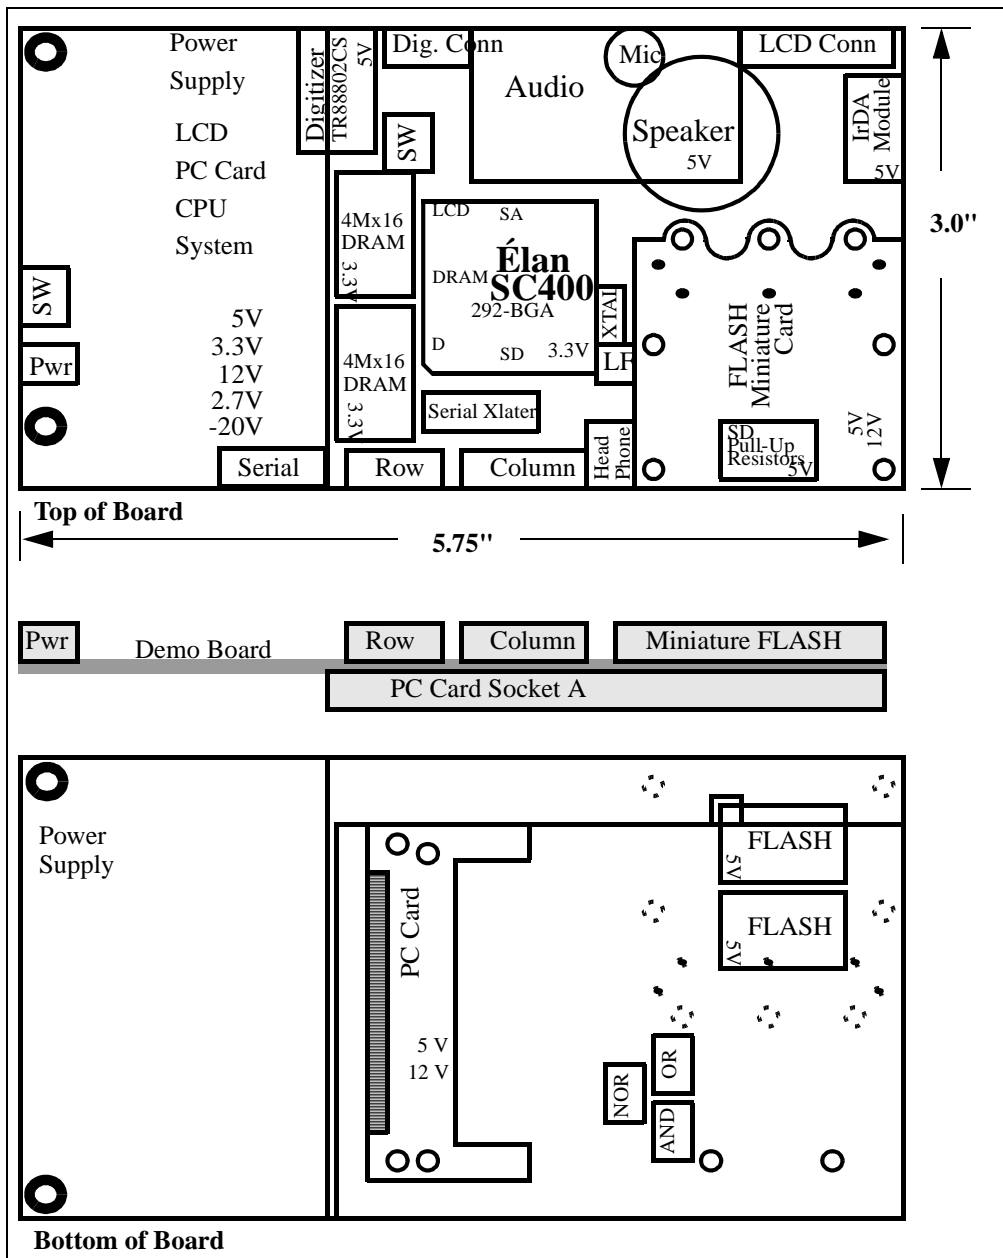 Power
Supply
LCD
PC Card
CPU
System
5V
3.3V
12V
2.7V
-20V
Digitizer
TR88802CS
5V
Dig. Conn
SW
Audio
Mic
Speaker
5V
LCD Conn
IrDA
Module
5V
3.0"
SW
Pwr
4Mx16
DRAM
3.3V
4Mx16
DRAM
3.3V
LCD
SA
Élan
DRAM
SC400
292-BGA
D
SD
3.3V
XTAL
LF
Serial Xlater
FLASH
Miniature
Card
5V
12V
SD
Pull-Up
Resistors
5V
Serial
Row
Column
Head
Phone
Top of Board
5.75"
Pwr
Demo Board
Row
Column
Miniature FLASH
PC Card Socket A
Power
Supply
PC Card
5 V
12 V
FLASH
5V
FLASH
5V
NOR
OR
AND
Bottom of Board